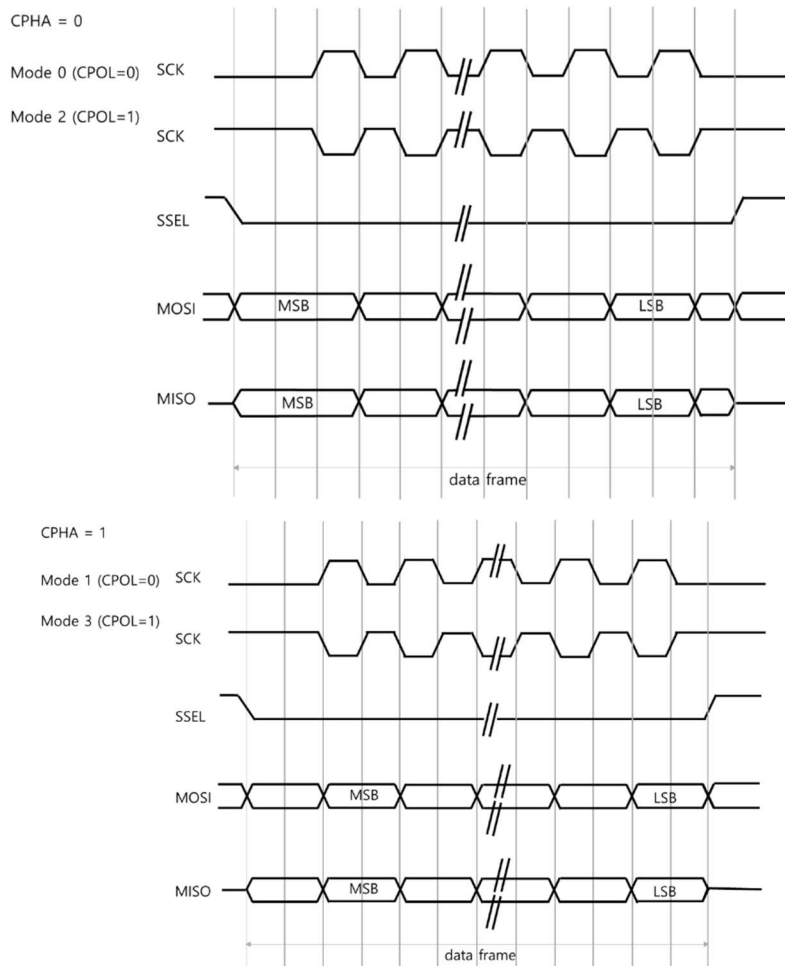 CPHA = 0
Mode 0 (CPOL=0) SCK
Mode 2 (CPOL=1)
SCK
SSEL
MOSI MSB LSB
MISO MSB LSB
data frame
CPHA = 1
Mode 1 (CPOL=0) SCK
Mode 3 (CPOL=1)
SCK
SSEL
MOSI MSB LSB
MISO MSB LSB
data frame